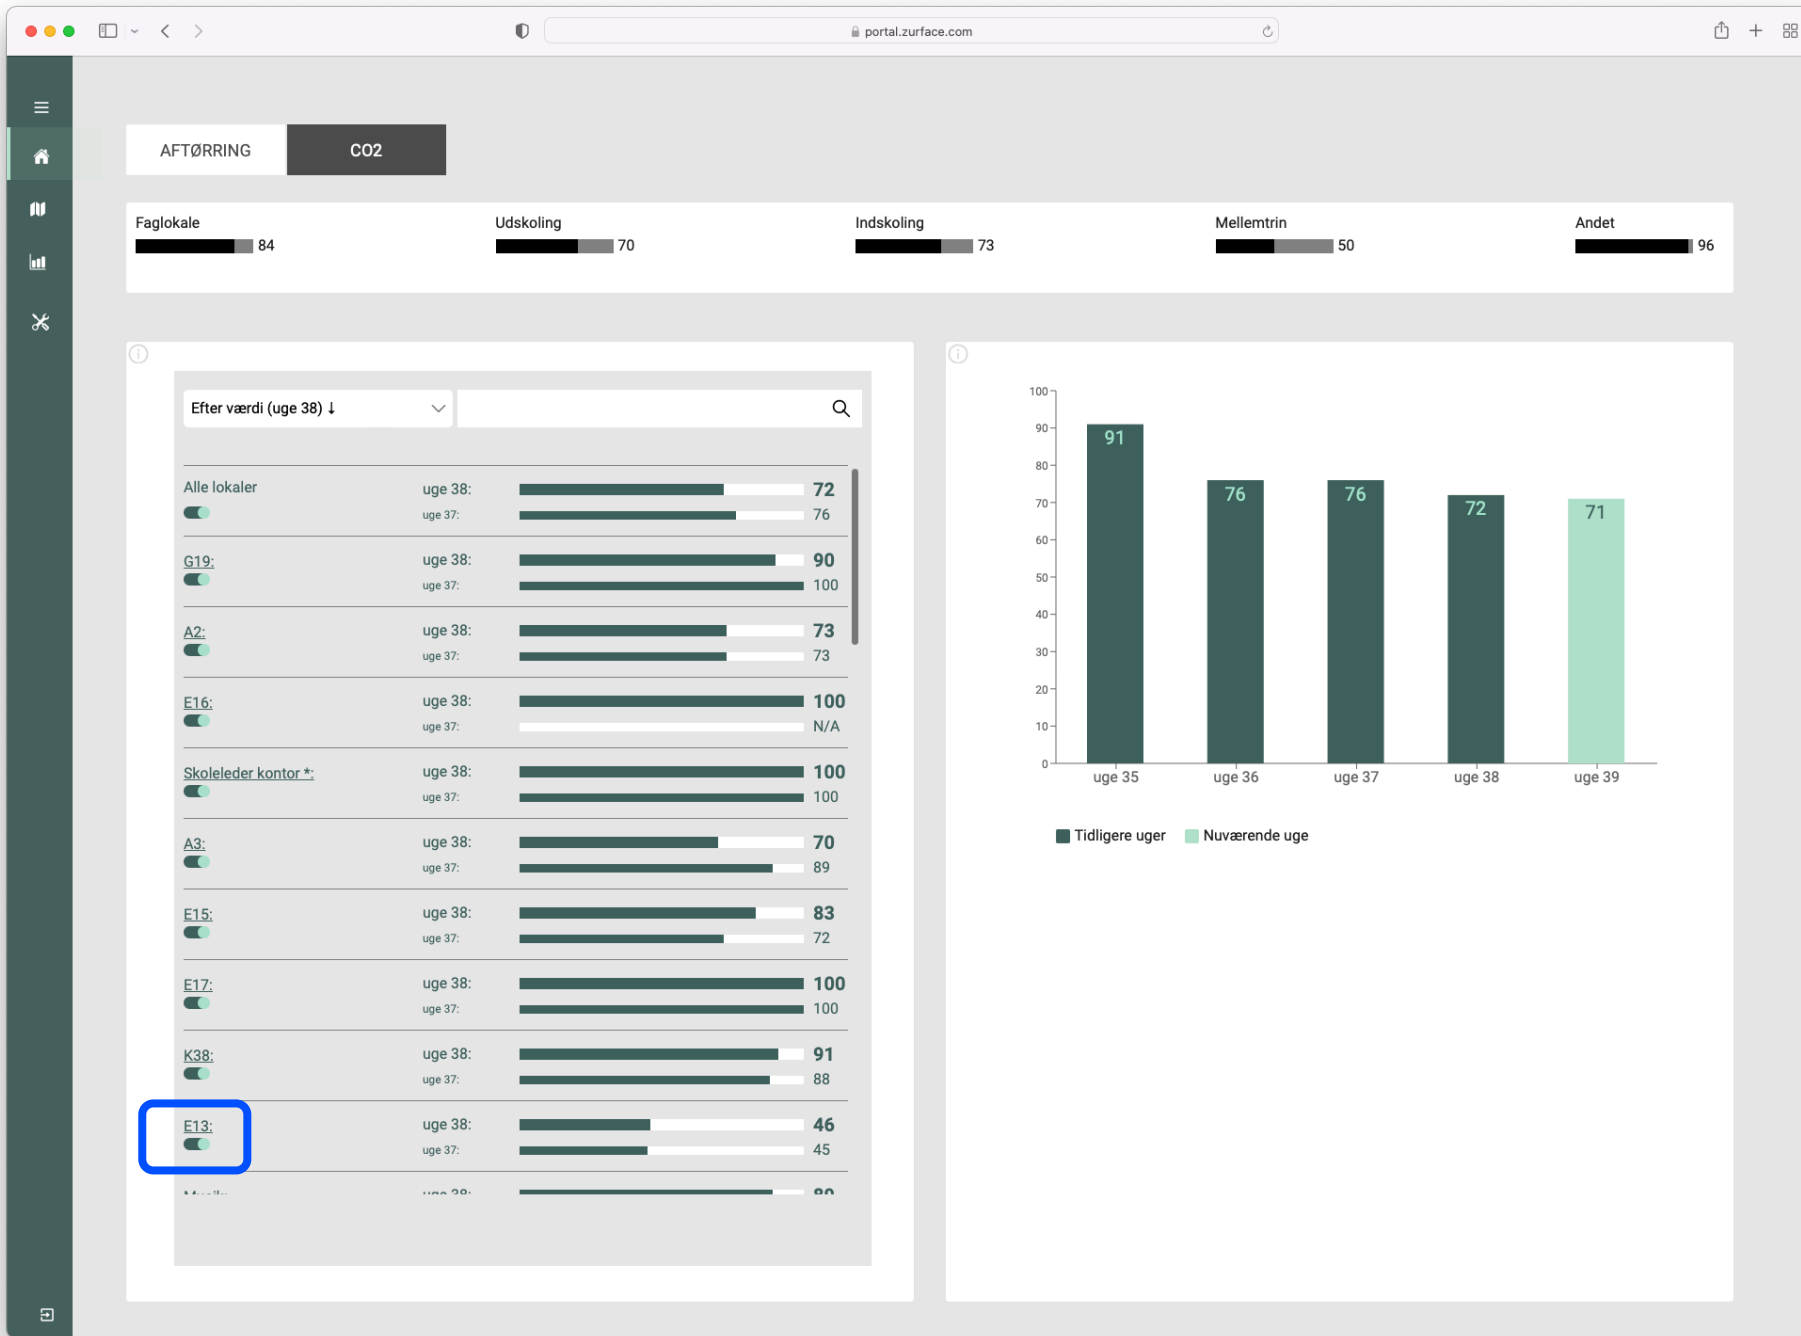 portal.zurface.com
AFTØRRING
CO2
Faglokale
84
Udskoling
70
Indskoling
73
Mellemtrin
50
Andet
96
Efter værdi (uge 38) ↓
Alle lokaler
uge 38:
72
uge 37:
76
G19:
uge 38:
90
uge 37:
100
A2:
uge 38:
73
uge 37:
73
E16:
uge 38:
100
uge 37:
N/A
Skoleleder kontor *:
uge 38:
100
uge 37:
100
A3:
uge 38:
70
uge 37:
89
E15:
uge 38:
83
uge 37:
72
E17:
uge 38:
100
uge 37:
100
K38:
uge 38:
91
uge 37:
88
E13:
uge 38:
46
uge 37:
45
uge 38:
100
90
80
70
60
50
40
30
20
10
0
91
76
76
72
71
uge 35
uge 36
uge 37
uge 38
uge 39
Tidligere uger
Nuværende uge